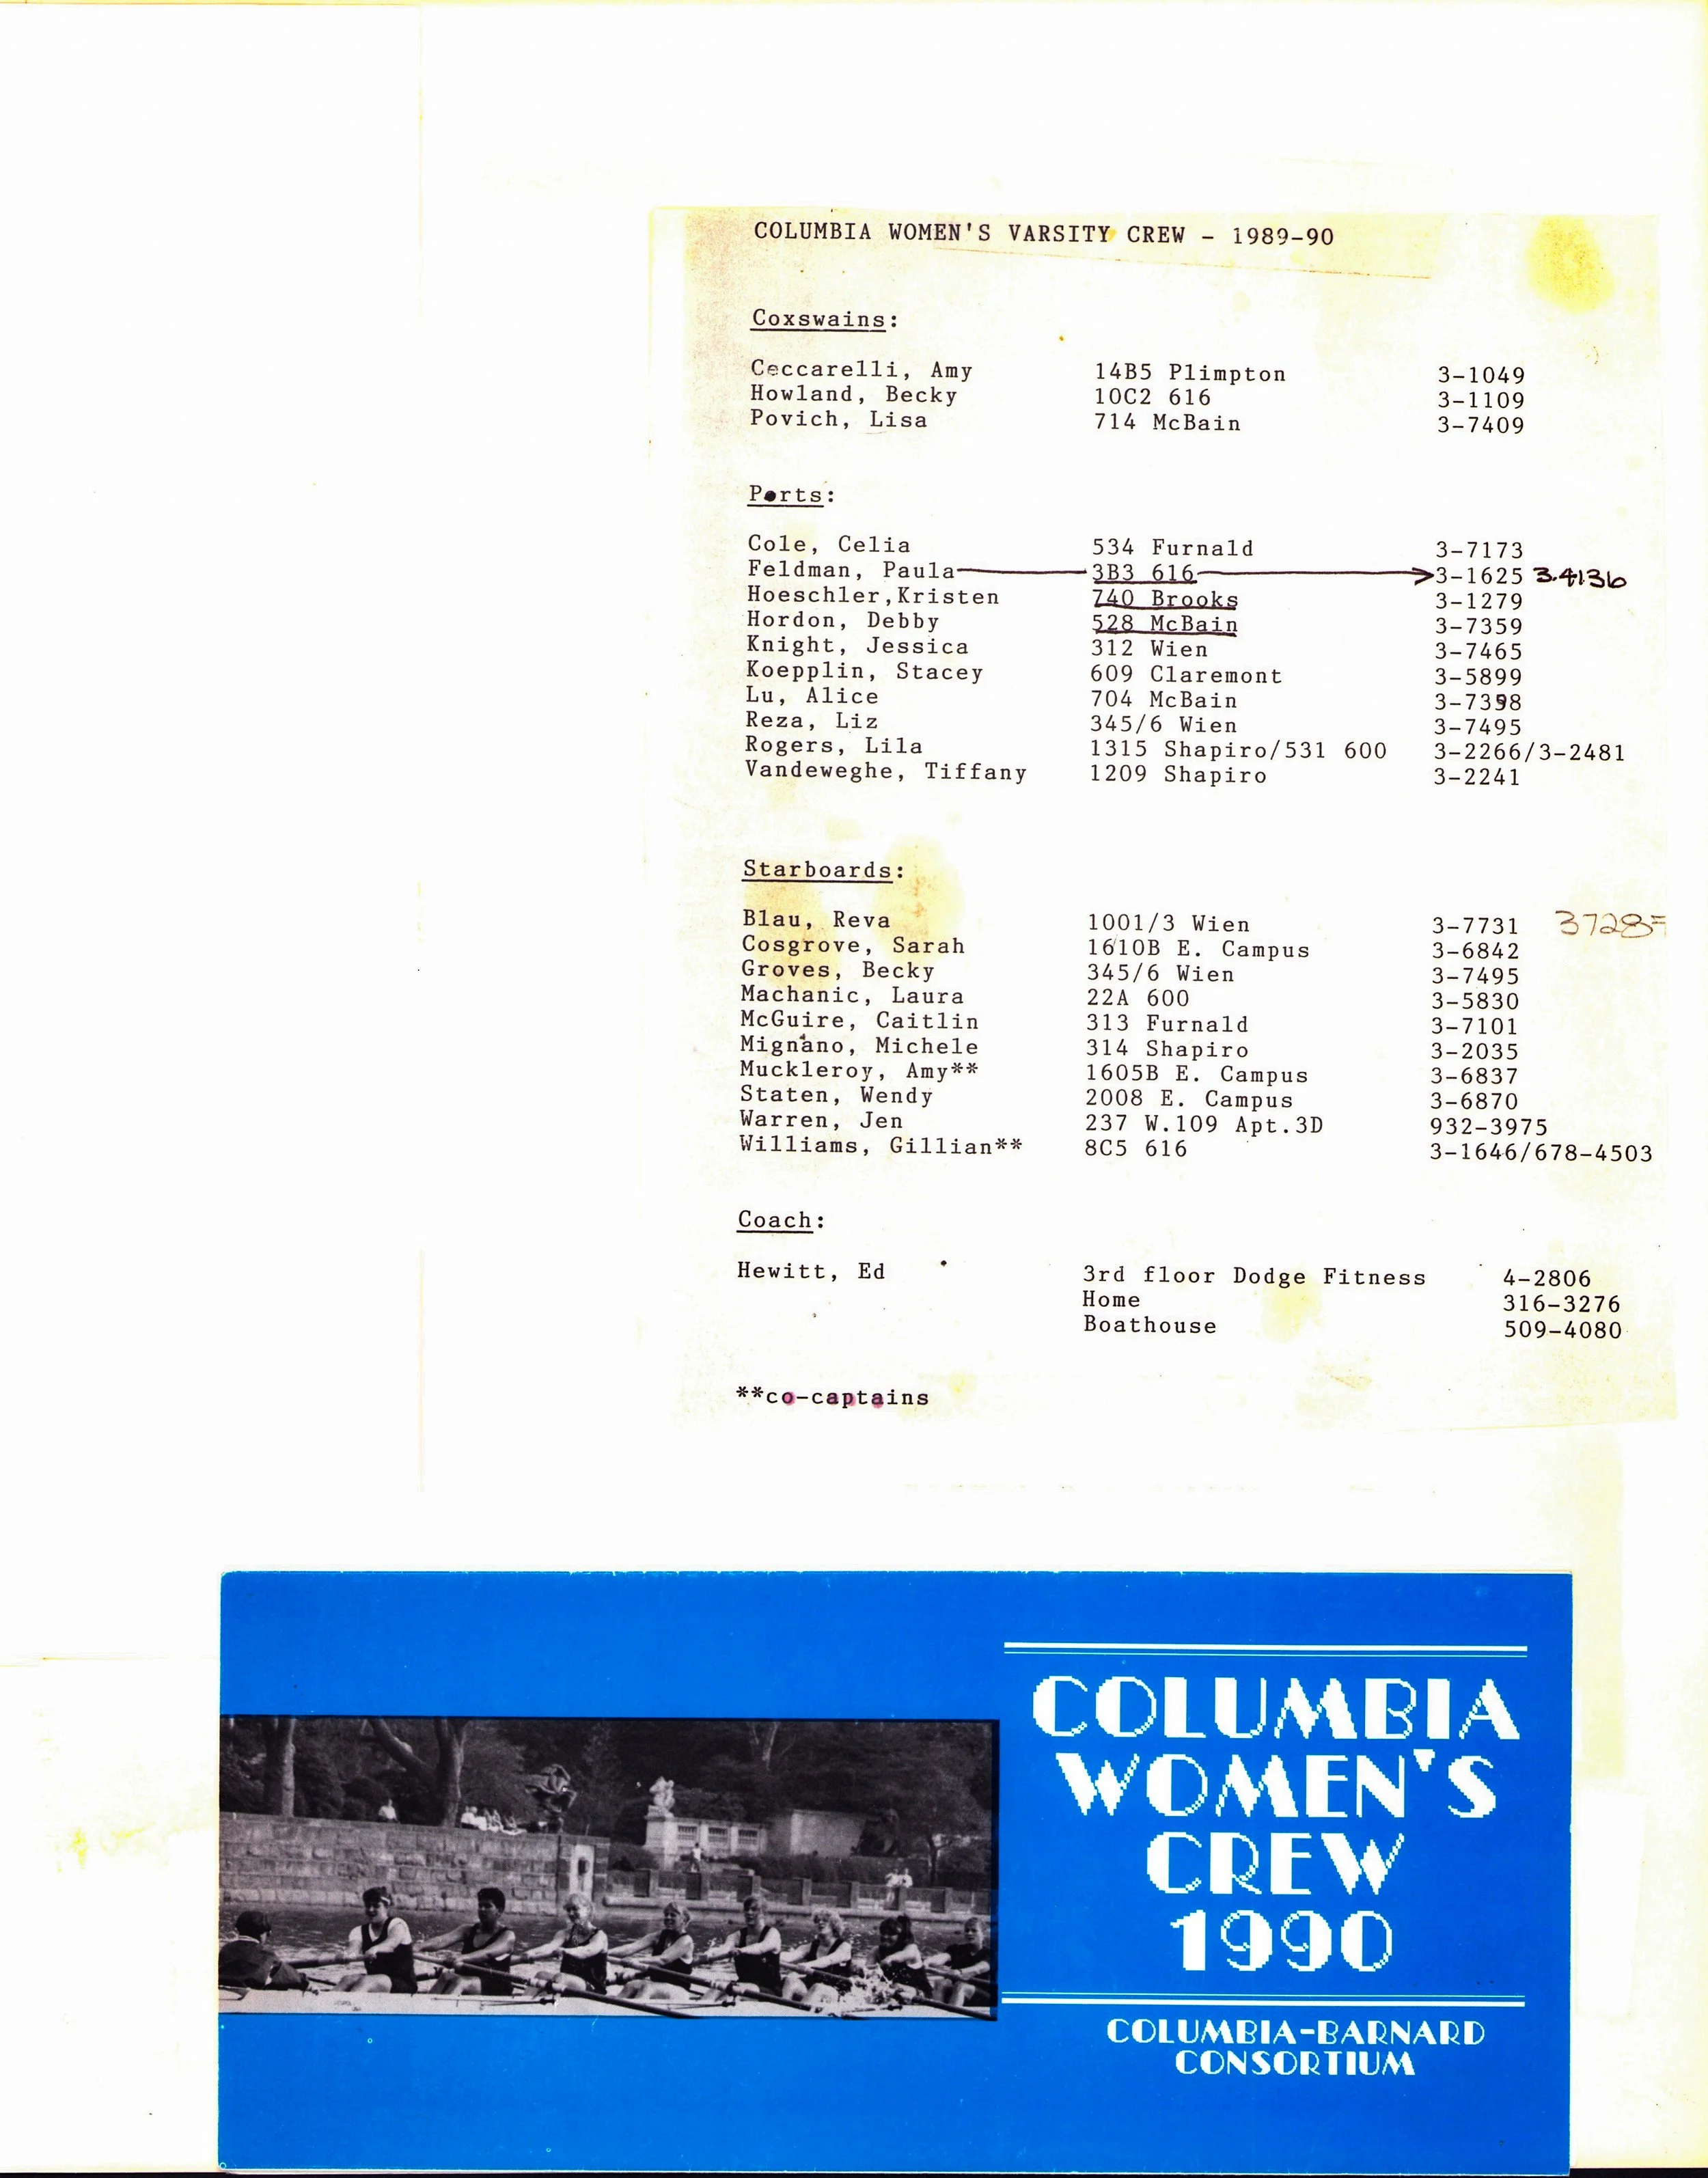 COLUMBIA WOMEN'S VARSITY CREW - 1989-90
Coxswains:
Ceccarelli, Amy 14B5 Plimpton 3-1049
Howland, Becky 10C2 616 3-1109
Povich, Lisa 714 McBain 3-7409
Ports:
Cole, Celia 534 Furnald 3-7173
Feldman, Paula 3B3 616 3-1625 3.4136
Hoeschler,Kristen 740 Brooks 3-1279
Hordon, Debby 528 McBain 3-7359
Knight, Jessica 312 Wien 3-7465
Koepplin, Stacey 609 Claremont 3-5899
Lu, Alice 704 McBain 3-7398
Reza, Liz 345/6 Wien 3-7495
Rogers, Lila 1315 Shapiro/531 600 3-2266/3-2481
Vandeweghe, Tiffany 1209 Shapiro 3-2241
Starboards:
Blau, Reva 1001/3 Wien 3-7731
Cosgrove, Sarah 1610B E. Campus 3-6842
Groves, Becky 345/6 Wien 3-7495
Machanic, Laura 22A 600 3-5830
McGuire, Caitlin 313 Furnald 3-7101
Mignano, Michele 314 Shapiro 3-2035
Muckleroy, Amy** 1605B E. Campus 3-6837
Staten, Wendy 2008 E. Campus 3-6870
Warren, Jen 237 W.109 Apt.3D 932-3975
Williams, Gillian** 8C5 616 3-1646/678-4503
Coach:
Hewitt, Ed 3rd floor Dodge Fitness 4-2806
Home 316-3276
Boathouse 509-4080
**co-captains
COLUMBIA
WOMEN'S
CREW
1990
COLUMBIA-BARNARD
CONSORTIUM